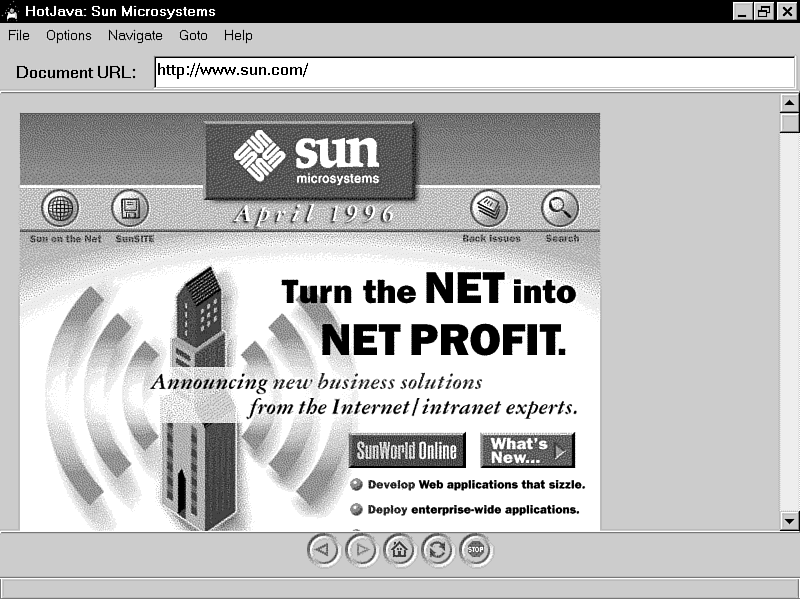 HotJava: Sun Microsystems
File Options Navigate Goto Help
Document URL: http://www.sun.com/
sun
microsystems
April 1996
Sun on the Net SunSITE Back Issues Search
Turn the NET into
NET PROFIT.
Announcing new business solutions
from the Internet/intranet experts.
SunWorld Online What's
New...
Develop Web applications that sizzle.
Deploy enterprise-wide applications.
STOP